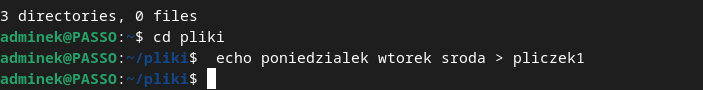 3 directories, 0 files
adminek@PASSO:~$ cd pliki
adminek@PASSO:~/pliki$  echo poniedzialek wtorek sroda > pliczek1
adminek@PASSO:~/pliki$